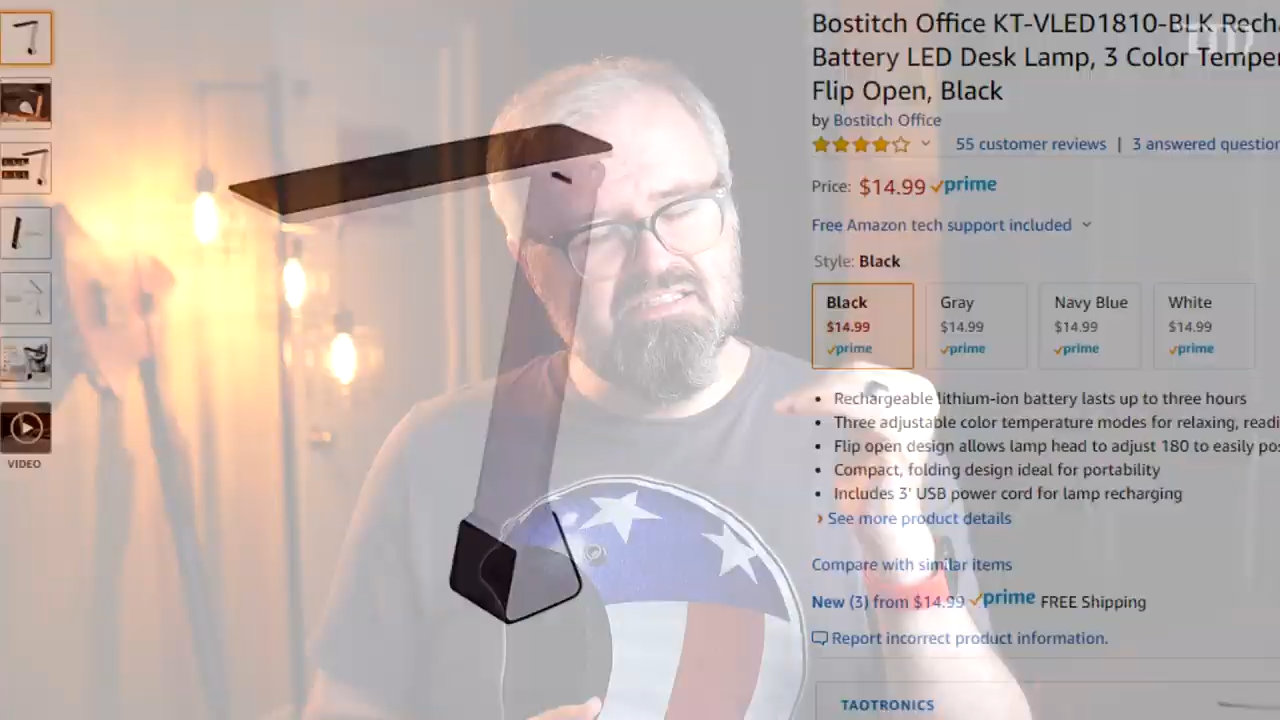 Bostitch Office KT-VLED1810-BLK
Battery LED Desk Lamp, 3 Color
Flip Open, Black
by Bostitch Office
55 customer reviews | 3 answered
Price: $14.99 prime
Free Amazon tech support included
Style: Black
Black Gray Navy Blue White
$14.99 $14.99 $14.99 $14.99
prime prime prime prime
Rechargeable lithium-ion battery lasts up to three hours
Three adjustable color temperature modes for relaxing,
Flip open design allows lamp head to adjust 180 to easily
Compact, folding design ideal for portability
Includes 3' USB power cord for lamp recharging
VIDEO
› See more product details
Compare with similar items
New (3) from $14.99 prime FREE Shipping
Report incorrect product information.
TAOTRONICS